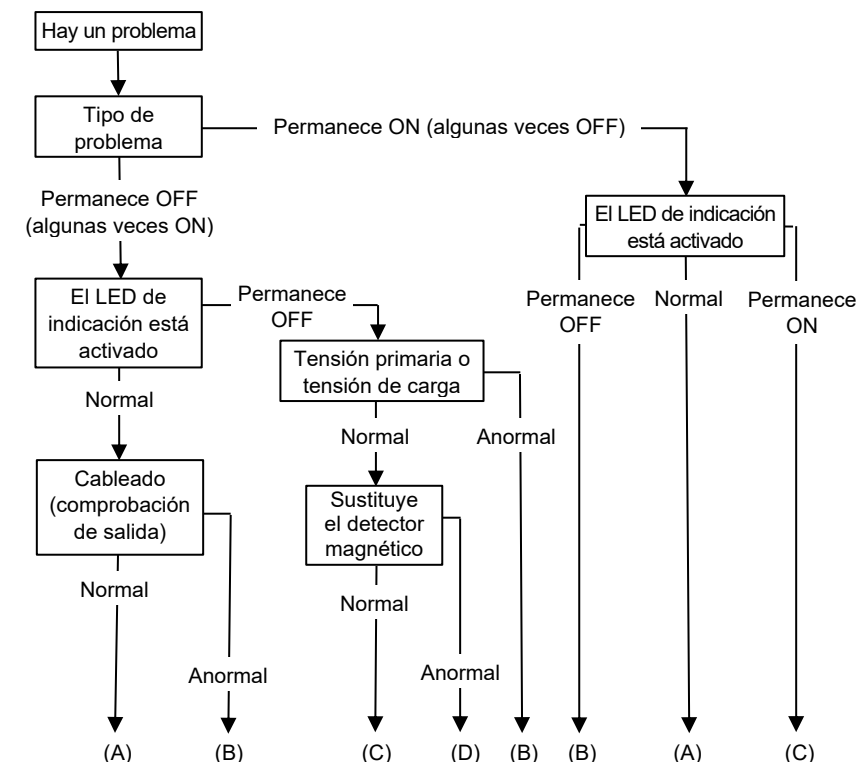 Hay un problema
Tipo de
problema
Permanece ON (algunas veces OFF)
Permanece OFF
(algunas veces ON)
El LED de indicación
está activado
El LED de
indicación está
activado
Permanece
OFF
Permanece
OFF
Normal
Permanece
ON
Tensión primaria o
tensión de carga
Normal
Normal
Anormal
Cableado
(comprobación
de salida)
Sustituye
el detector
magnético
Normal
Normal
Anormal
Anormal
(A)
(B)
(C)
(D)
(B)
(B)
(A)
(C)